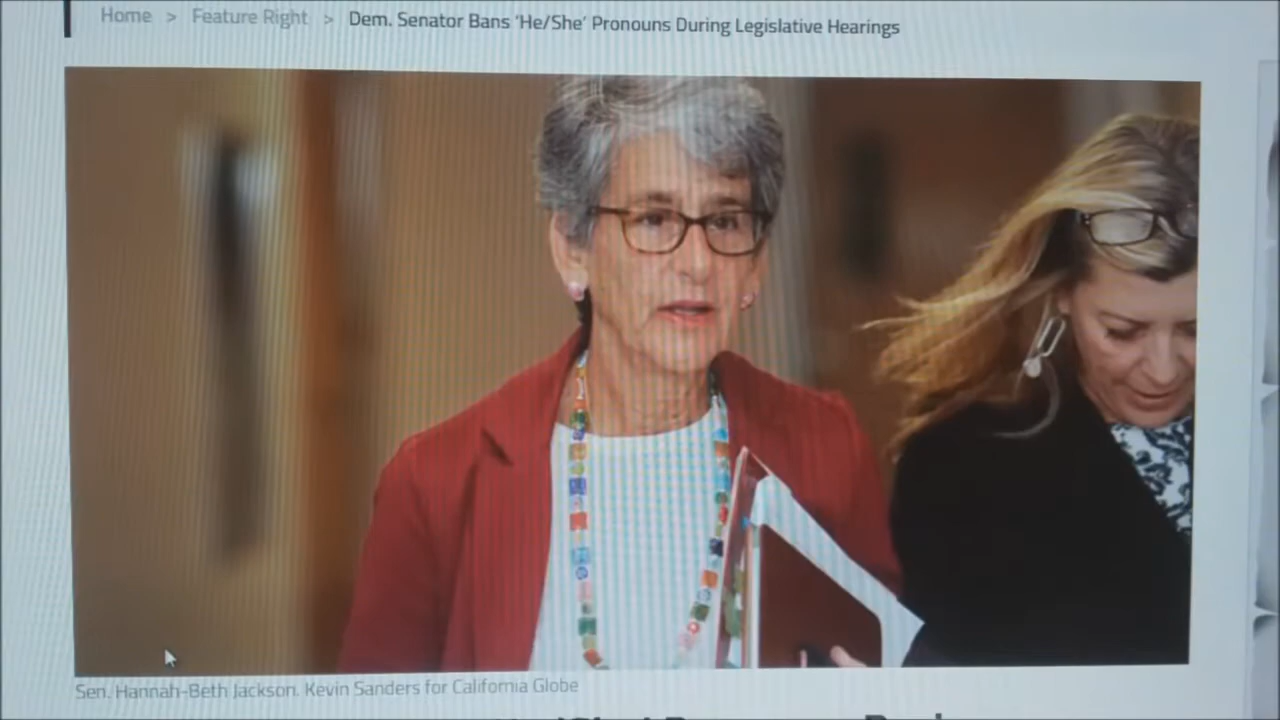 Home > Feature Right > Dem. Senator Bans 'He/She' Pronouns During Legislative Hearings
Sen. Hannah-Beth Jackson. Kevin Sanders for California Globe